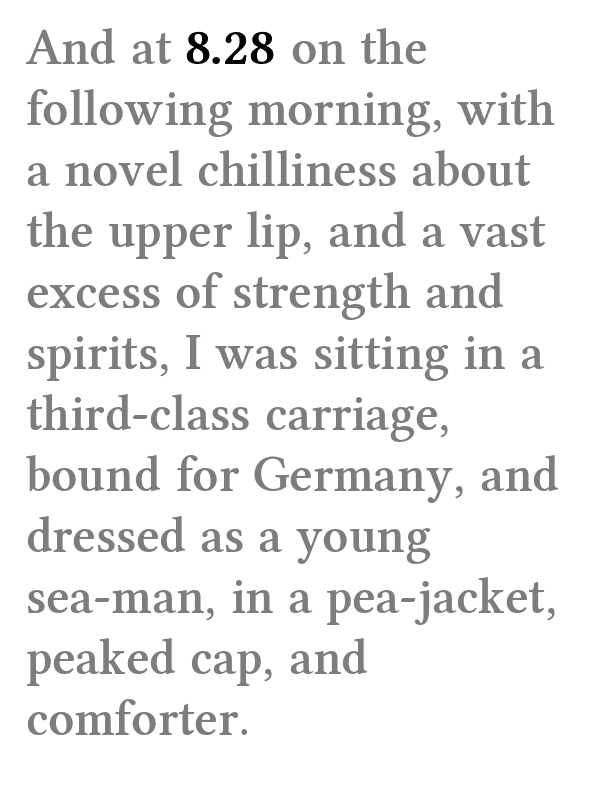 And at 8.28 on the
following morning, with
a novel chilliness about
the upper lip, and a vast
excess of strength and
spirits, I was sitting in a
third-class carriage,
bound for Germany, and
dressed as a young
sea-man, in a pea-jacket,
peaked cap, and
comforter.